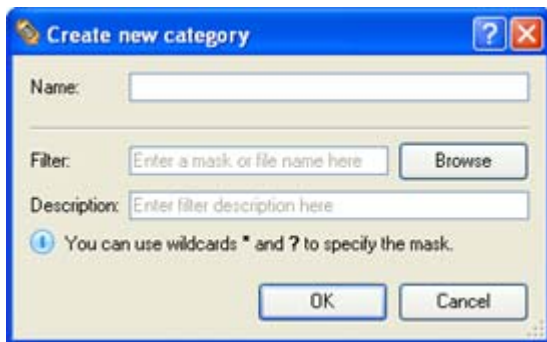 Create new category
Name:
Filter: Enter a mask or file name here Browse
Description: Enter filter description here
You can use wildcards * and ? to specify the mask.
OK Cancel